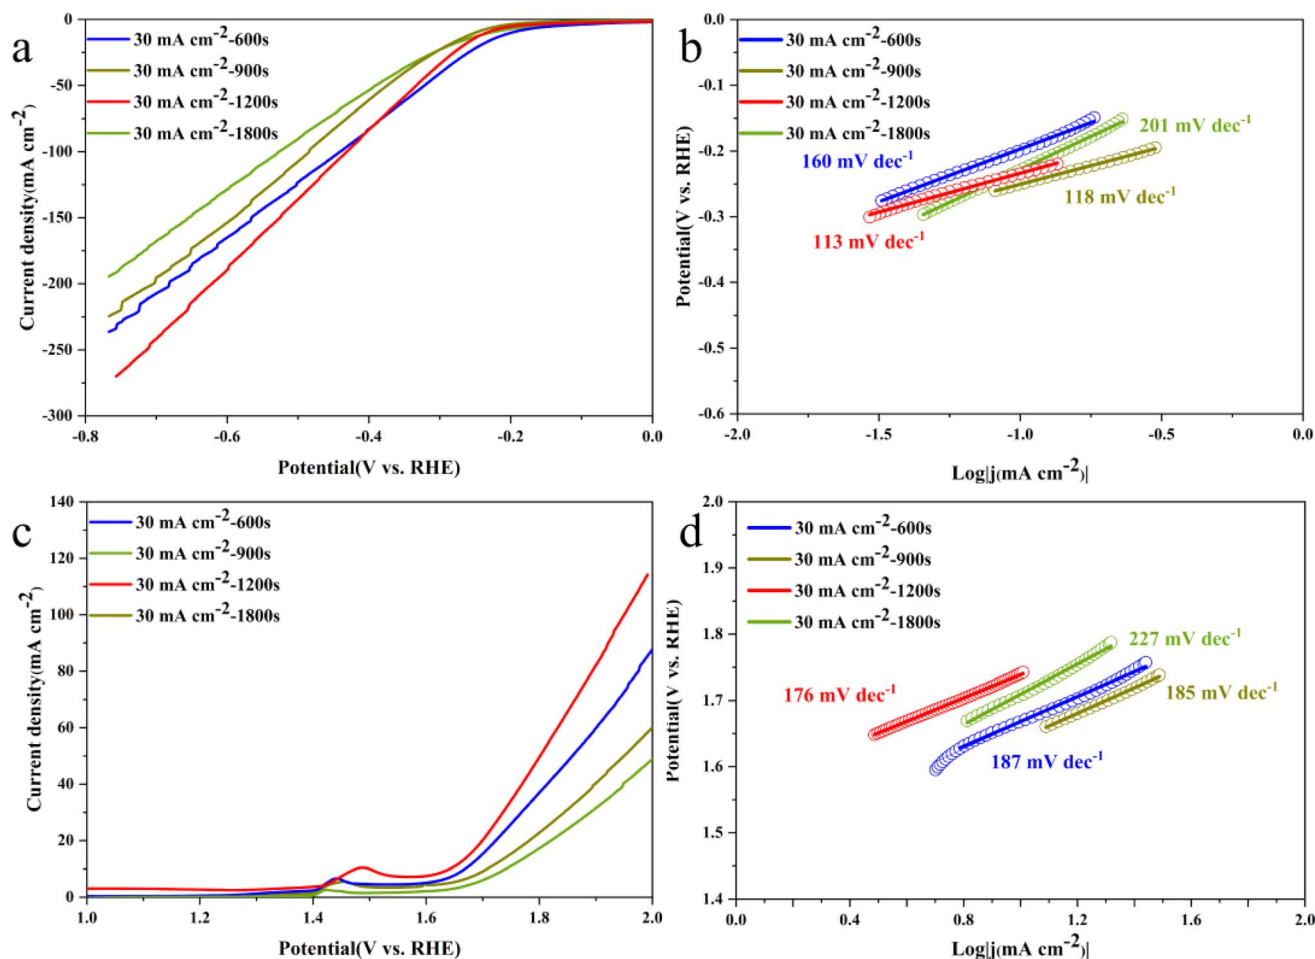 a
30 mA cm⁻²-600s
30 mA cm⁻²-900s
30 mA cm⁻²-1200s
30 mA cm⁻²-1800s
0
-50
-100
-150
-200
-250
-300
-0.8
-0.6
-0.4
-0.2
0.0
Current density(mA cm⁻²)
Potential(V vs. RHE)
b
30 mA cm⁻²-600s
30 mA cm⁻²-900s
30 mA cm⁻²-1200s
30 mA cm⁻²-1800s
160 mV dec⁻¹
201 mV dec⁻¹
118 mV dec⁻¹
113 mV dec⁻¹
0.0
-0.1
-0.2
-0.3
-0.4
-0.5
-0.6
-2.0
-1.5
-1.0
-0.5
0.0
Potential(V vs. RHE)
Log|j(mA cm⁻²)|
c
30 mA cm⁻²-600s
30 mA cm⁻²-900s
30 mA cm⁻²-1200s
30 mA cm⁻²-1800s
140
120
100
80
60
40
20
0
1.0
1.2
1.4
1.6
1.8
2.0
Current density(mA cm⁻²)
Potential(V vs. RHE)
d
30 mA cm⁻²-600s
30 mA cm⁻²-900s
30 mA cm⁻²-1200s
30 mA cm⁻²-1800s
227 mV dec⁻¹
176 mV dec⁻¹
185 mV dec⁻¹
187 mV dec⁻¹
2.0
1.9
1.8
1.7
1.6
1.5
1.4
0.0
0.4
0.8
1.2
1.6
2.0
Potential(V vs. RHE)
Log|j(mA cm⁻²)|